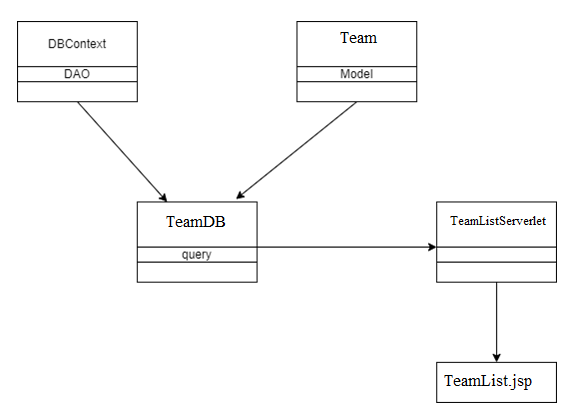 DBContext
DAO
Team
Model
TeamDB
query
TeamListServerlet
TeamList.jsp